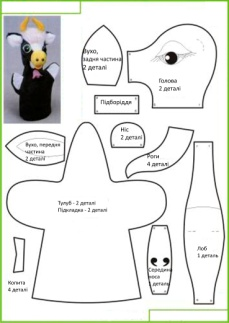 Вухо,
задня частина
2 деталі
Голова
2 деталі
Підборіддя
Ніс
2 деталі
Вухо, передня
частина
2 деталі
Роги
4 деталі
Тулуб - 2 деталі
Підкладка - 2 деталі
Лоб
1 деталь
Середина
носа
1 деталь
Копита
4 деталі